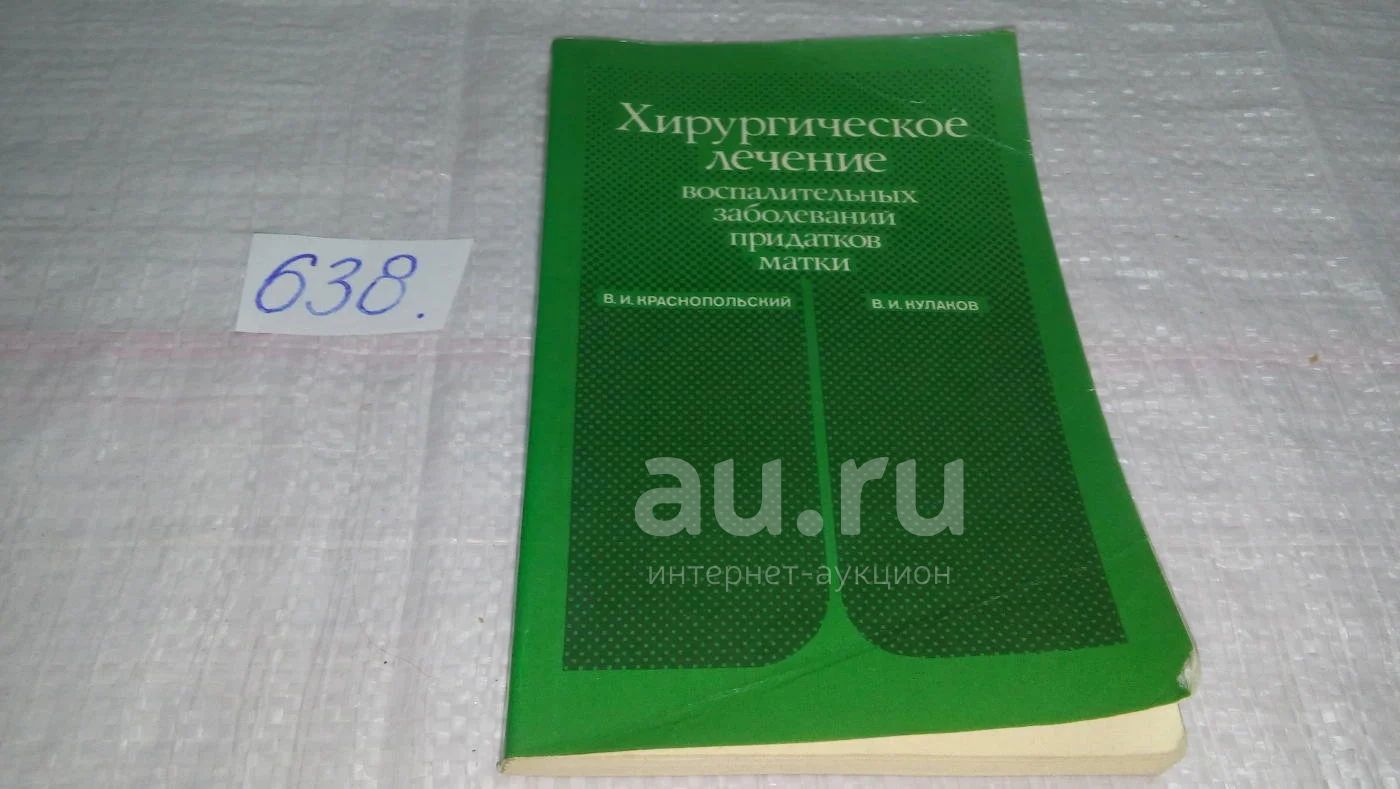 Хирургическое
лечение
воспалительных
заболеваний
придатков
матки
В. И. КРАСНОПОЛЬСКИЙ
В. И. КУЛАКОВ
638.
au.ru
интернет-аукцион